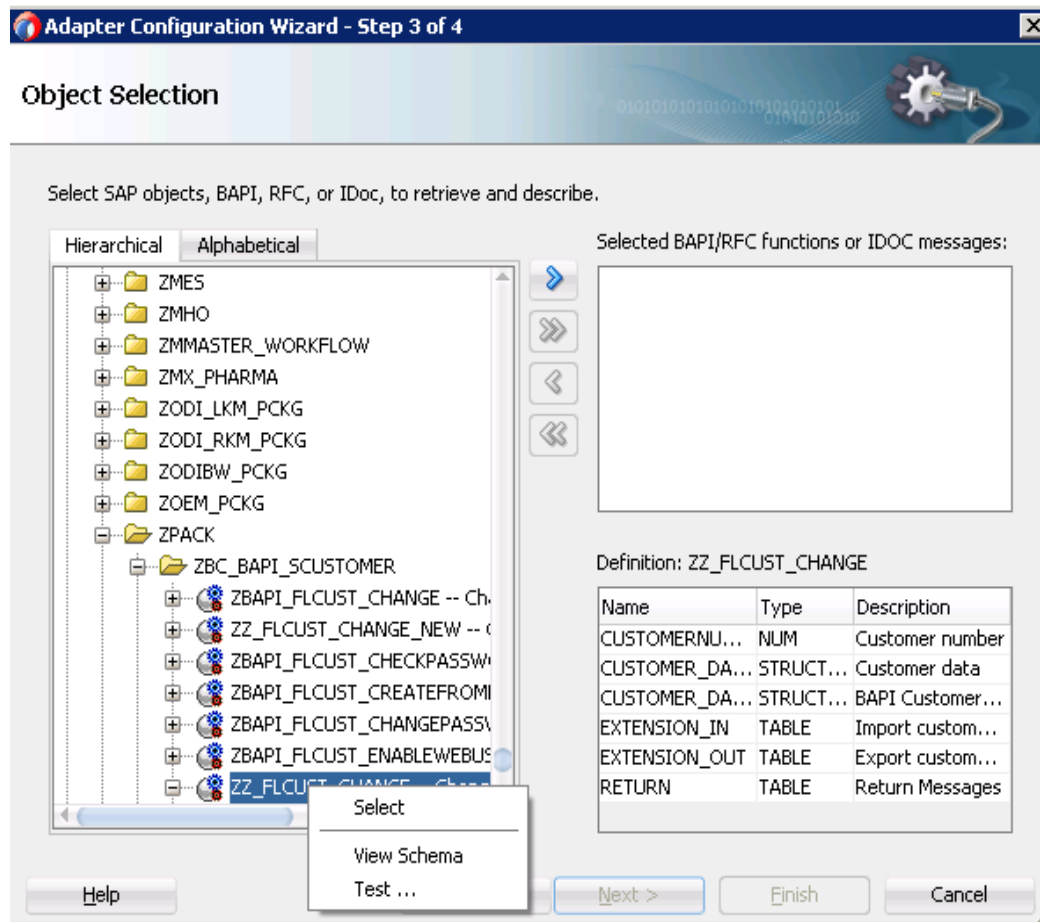 Adapter Configuration Wizard - Step 3 of 4
Object Selection
Select SAP objects, BAPI, RFC, or IDoc, to retrieve and describe.
Hierarchical Alphabetical
ZMES
ZMHO
ZMMASTER_WORKFLOW
ZMX_PHARMA
ZODI_LKM_PCKG
ZODI_RKM_PCKG
ZODIBW_PCKG
ZOEM_PCKG
ZPACK
ZBC_BAPI_SCUSTOMER
ZBAPI_FLCUST_CHANGE -- Cha
ZZ_FLCUST_CHANGE_NEW --
ZBAPI_FLCUST_CHECKPASSW
ZBAPI_FLCUST_CREATEFROM
ZBAPI_FLCUST_CHANGEPASS
ZBAPI_FLCUST_ENABLEWEBUS
ZZ_FLCUST_CHANGE -- Change
Select
View Schema
Test ...
Selected BAPI/RFC functions or IDOC messages:
Definition: ZZ_FLCUST_CHANGE
Name Type Description
CUSTOMERNU... NUM Customer number
CUSTOMER_DA... STRUCT... Customer data
CUSTOMER_DA... STRUCT... BAPI Customer...
EXTENSION_IN TABLE Import custom...
EXTENSION_OUT TABLE Export custom...
RETURN TABLE Return Messages
Help Next > Finish Cancel